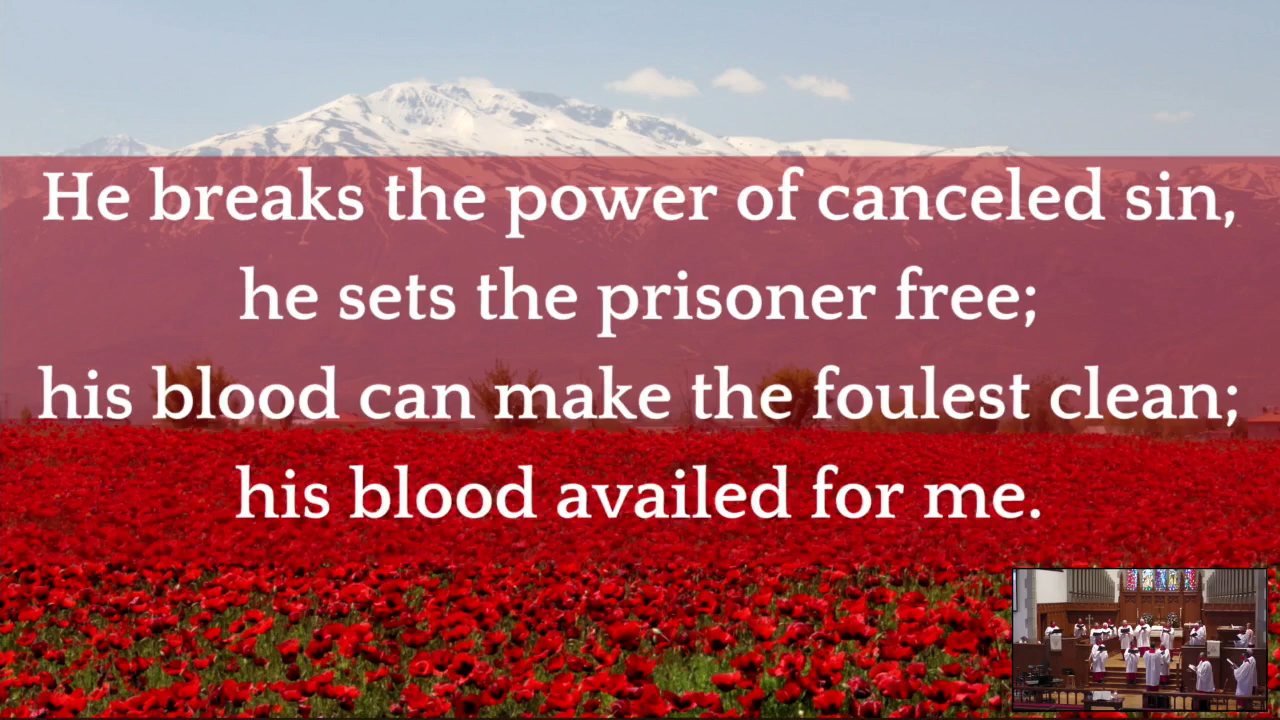 He breaks the power of canceled sin,
he sets the prisoner free;
his blood can make the foulest clean;
his blood availed for me.